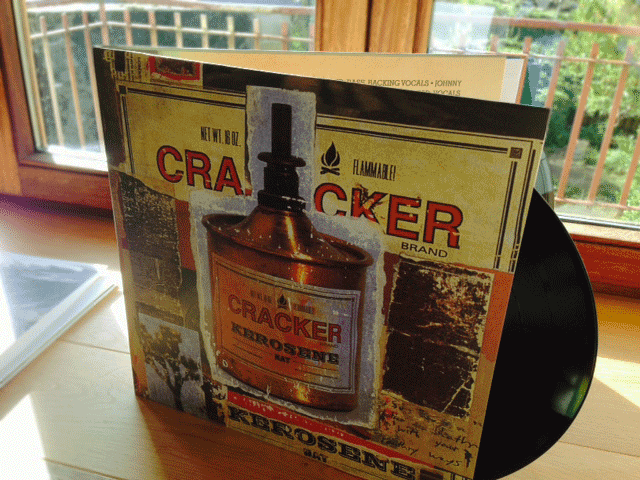 BASS, BACKING VOCALS • JOHNNY
VOCALS
NET WT. 16 OZ.
FLAMMABLE!
CRACKER
BRAND
CRACKER
KEROSENE
HAT
KEROSENE
HAT